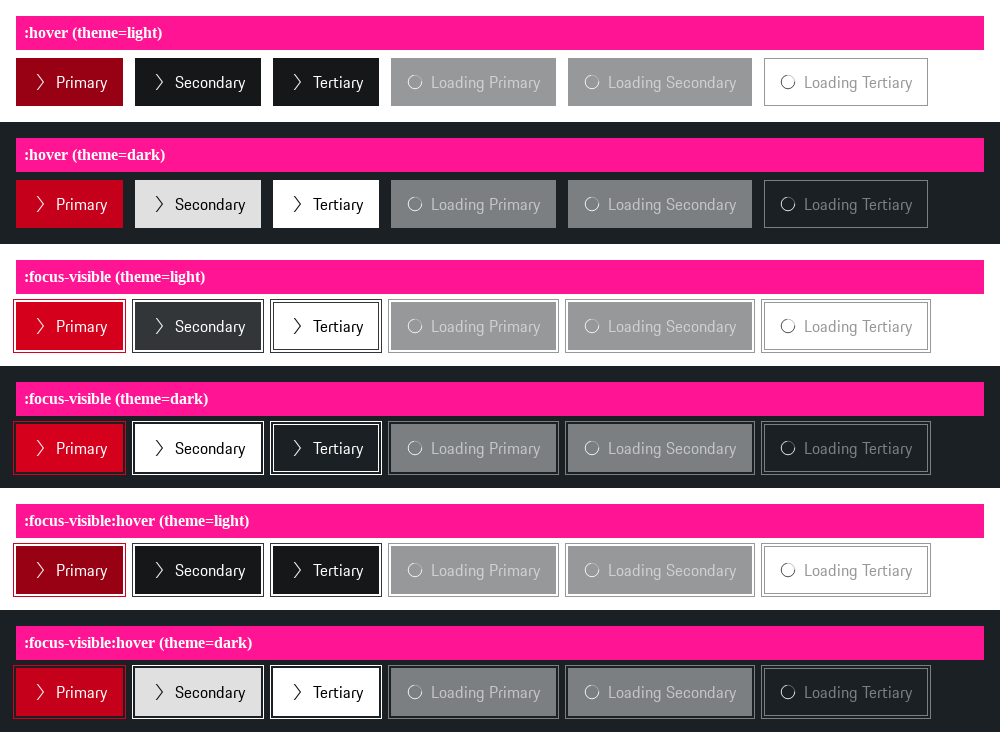 :hover (theme=light)
Primary Secondary Tertiary Loading Primary Loading Secondary Loading Tertiary
:hover (theme=dark)
Primary Secondary Tertiary Loading Primary Loading Secondary Loading Tertiary
:focus-visible (theme=light)
Primary Secondary Tertiary Loading Primary Loading Secondary Loading Tertiary
:focus-visible (theme=dark)
Primary Secondary Tertiary Loading Primary Loading Secondary Loading Tertiary
:focus-visible:hover (theme=light)
Primary Secondary Tertiary Loading Primary Loading Secondary Loading Tertiary
:focus-visible:hover (theme=dark)
Primary Secondary Tertiary Loading Primary Loading Secondary Loading Tertiary